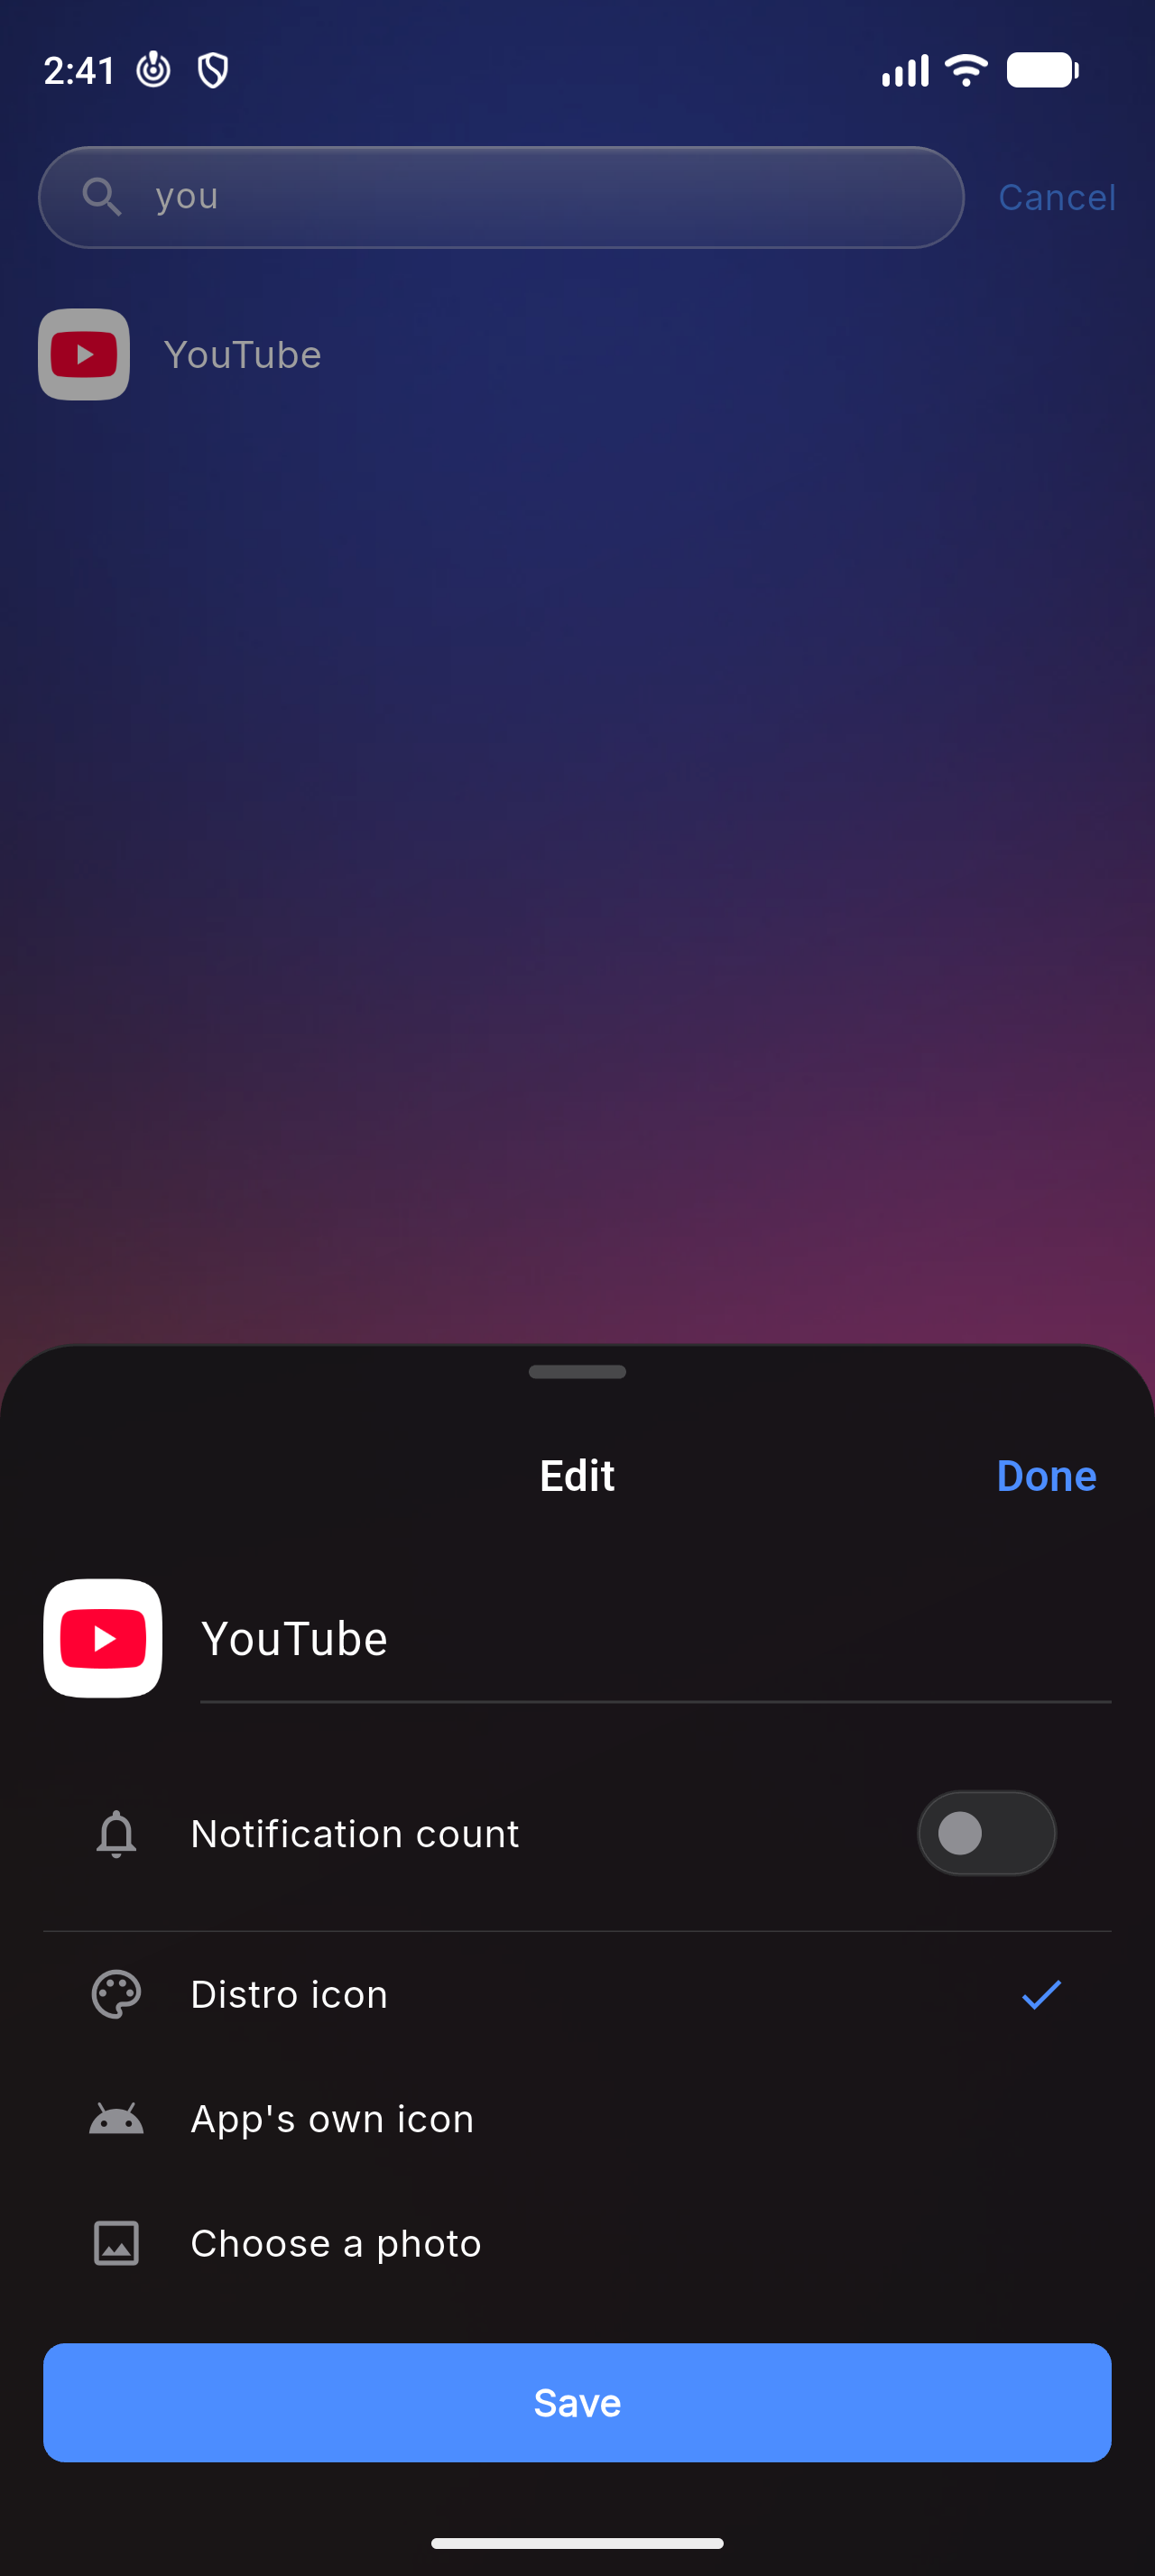 2:41
you
Cancel
YouTube
Edit
Done
YouTube
Notification count
Distro icon
App's own icon
Choose a photo
Save